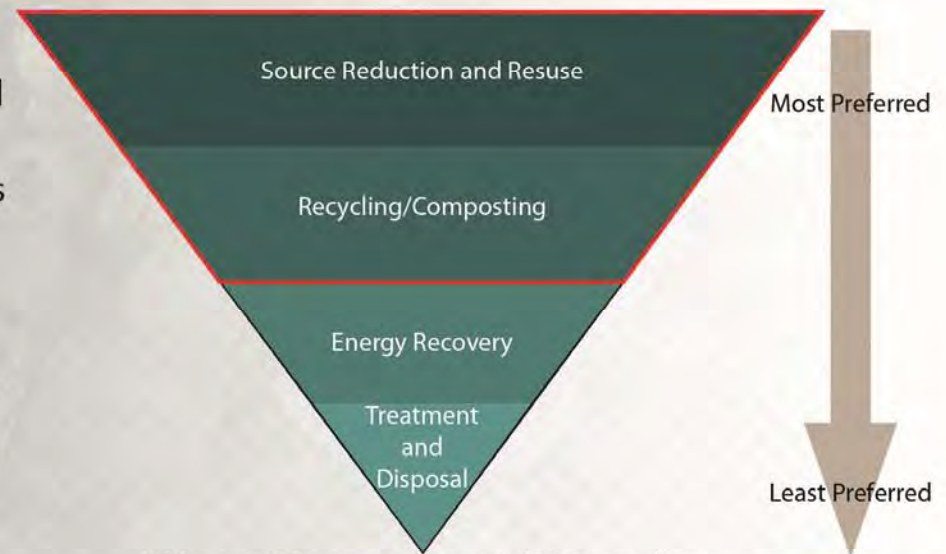 Source Reduction and Resuse
Most Preferred
Recycling/Composting
Energy Recovery
Treatment
and
Disposal
Least Preferred